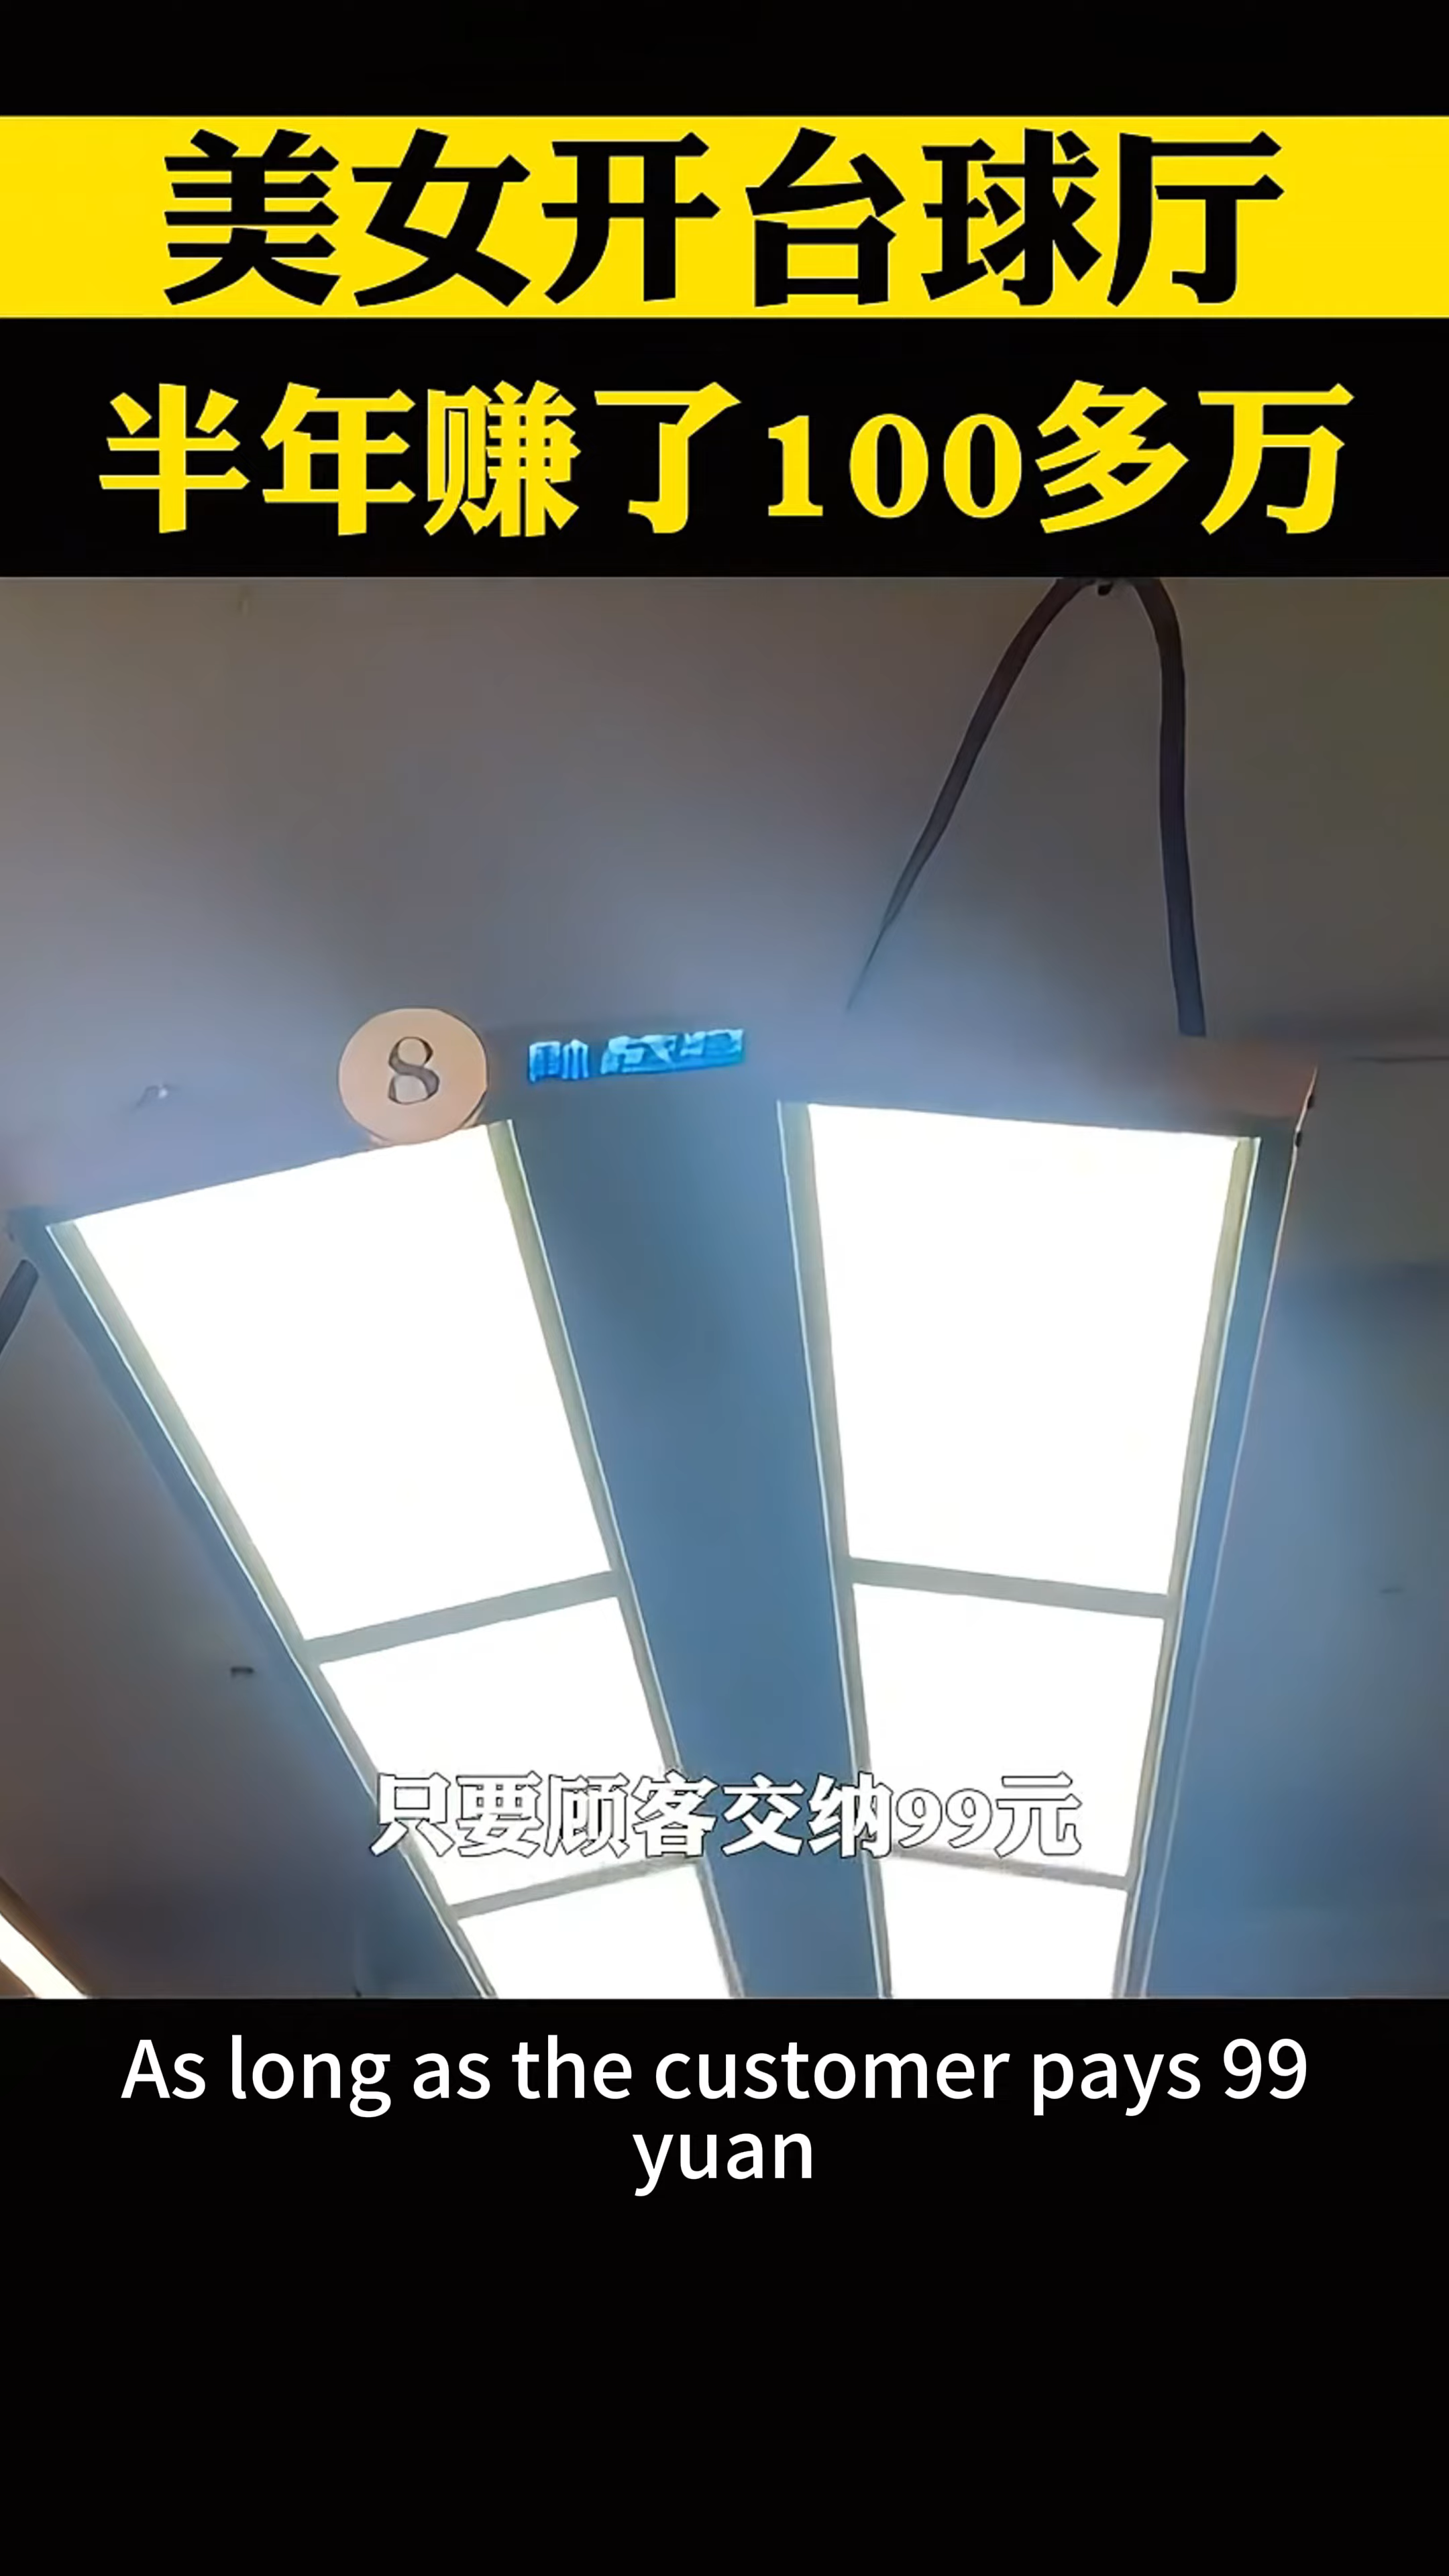 美女开台球厅
半年赚了100多万
8
只要顾客交纳99元
As long as the customer pays 99
yuan